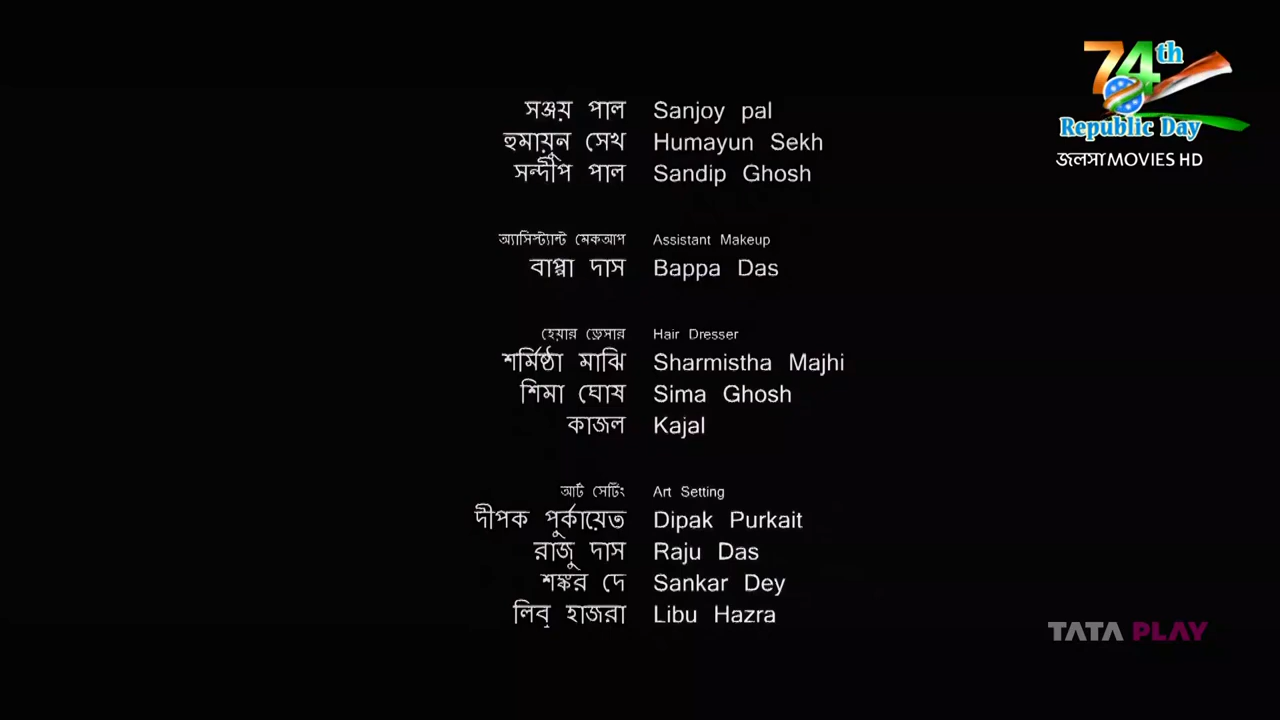 74th
Republic Day
জলসা MOVIES HD
সঞ্জয় পাল Sanjoy pal
হুমায়ূন সেখ Humayun Sekh
সন্দীপ পাল Sandip Ghosh
অ্যাসিস্ট্যান্ট মেকআপ Assistant Makeup
বাপ্পা দাস Bappa Das
হেয়ার ড্রেসার Hair Dresser
শর্মিষ্ঠা মাঝি Sharmistha Majhi
শিমা ঘোষ Sima Ghosh
কাজল Kajal
আর্ট সেটিং Art Setting
দীপক পুর্কায়েত Dipak Purkait
রাজু দাস Raju Das
শঙ্কর দে Sankar Dey
লিবু হাজরা Libu Hazra
TATA PLAY